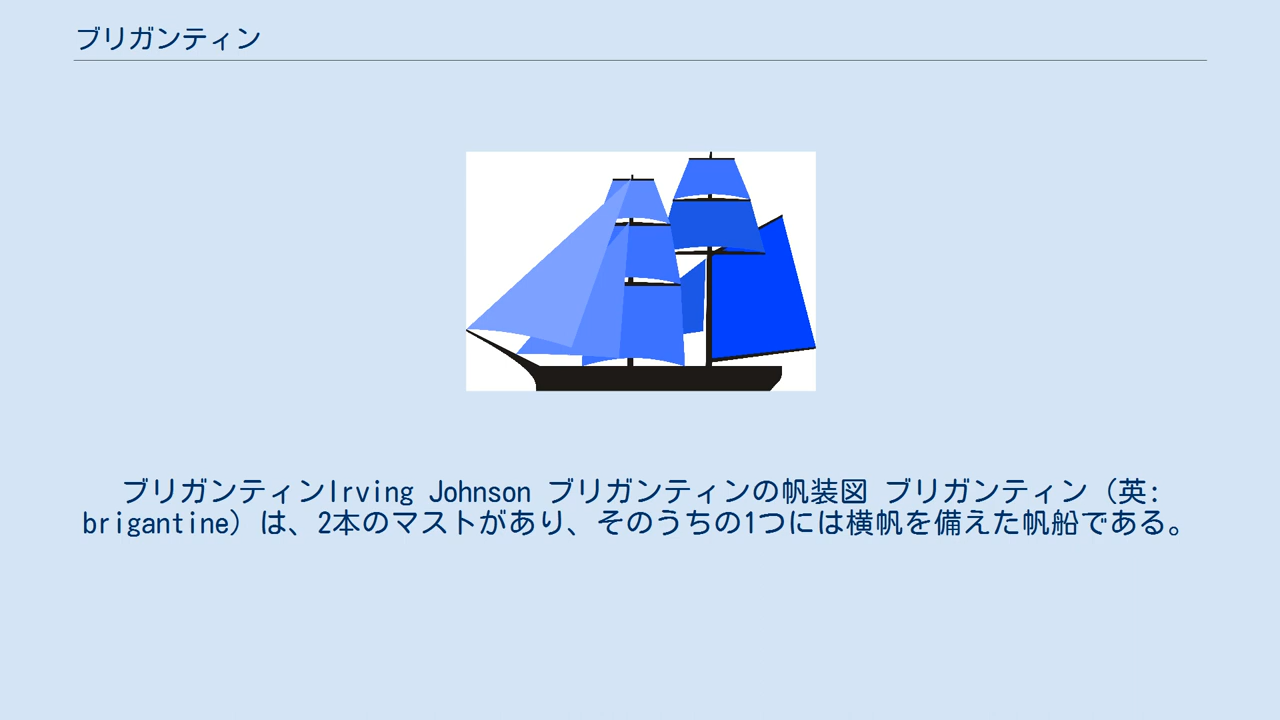 ブリガンティン
ブリガンティンIrving Johnson ブリガンティンの帆装図 ブリガンティン（英:
brigantine）は、2本のマストがあり、そのうちの1つには横帆を備えた帆船である。